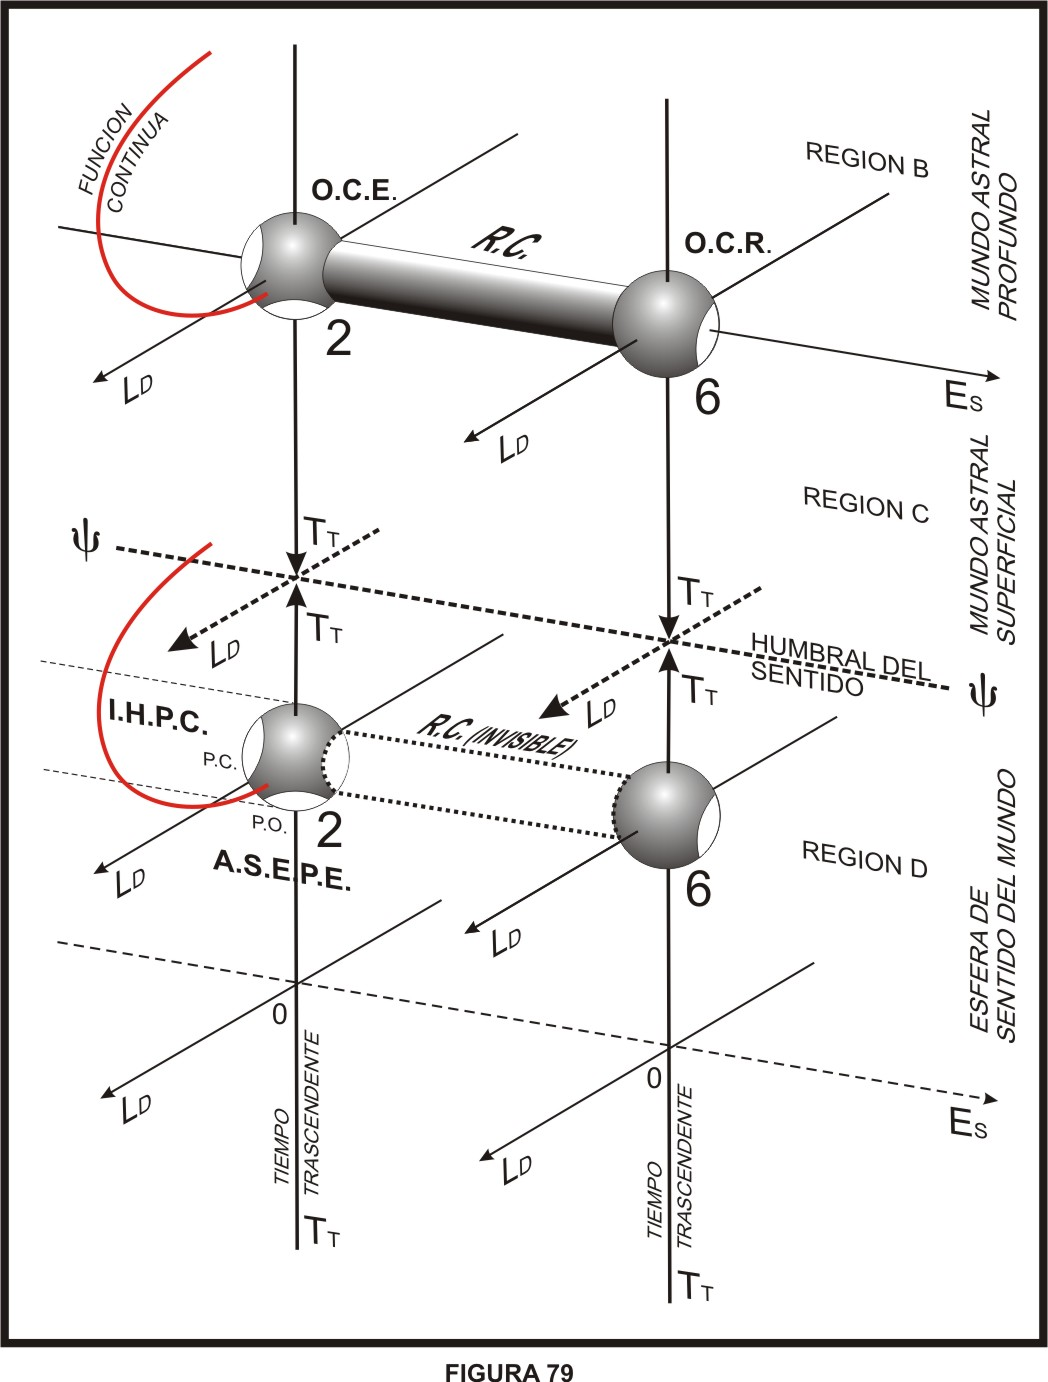 FUNCION
CONTINUA
O.C.E.
R.C.
O.C.R.
REGION B
MUNDO ASTRAL
PROFUNDO
2
6
LD
LD
ES
REGION C
MUNDO ASTRAL
SUPERFICIAL
ψ
TT
TT
LD
TT
TT
LD
HUMBRAL DEL
SENTIDO
ψ
I.H.P.C.
P.C.
P.O.
R.C. (INVISIBLE)
2
A.S.E.P.E.
6
LD
LD
REGION D
ESFERA DE
SENTIDO DEL MUNDO
0
0
LD
LD
ES
TIEMPO
TRASCENDENTE
TT
TIEMPO
TRASCENDENTE
TT
FIGURA 79